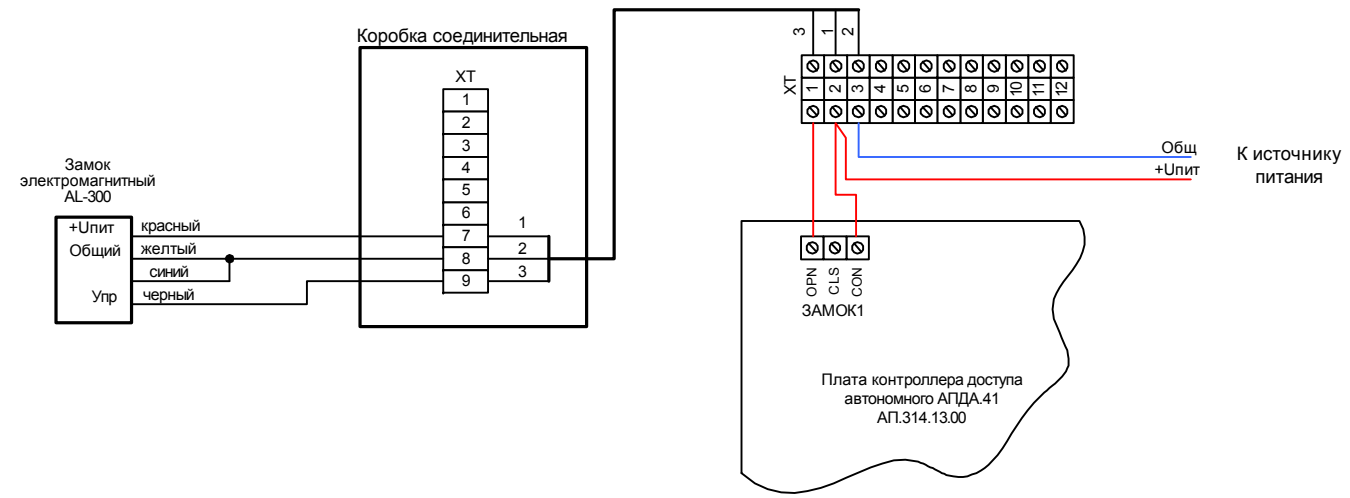 Коробка соединительная
XT
1
2
3
4
5
6
7
8
9
1
2
3
Замок
электромагнитный
AL-300
+Uпит
Общий
Упр
красный
желтый
синий
черный
3 1 2
XT
1 2 3 4 5 6 7 8 9 10 11 12
Общ
+Uпит
К источнику
питания
OPN CLS CON
ЗАМОК1
Плата контроллера доступа
автономного АПДА.41
АП.314.13.00